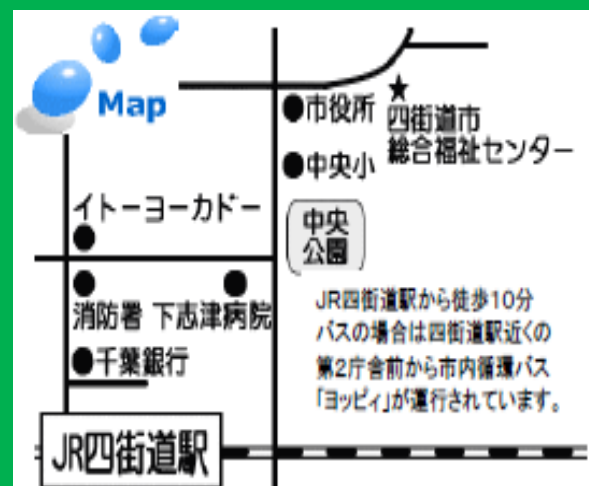 Map
●市役所
★
四街道市
総合福祉センター
●中央小
イトーヨーカドー
●
中央
公園
●
●
消防署 下志津病院
●千葉銀行
JR四街道駅から徒歩10分
バスの場合は四街道駅近くの
第2庁舎前から市内循環バス
「ヨッピィ」が運行されています。
JR四街道駅